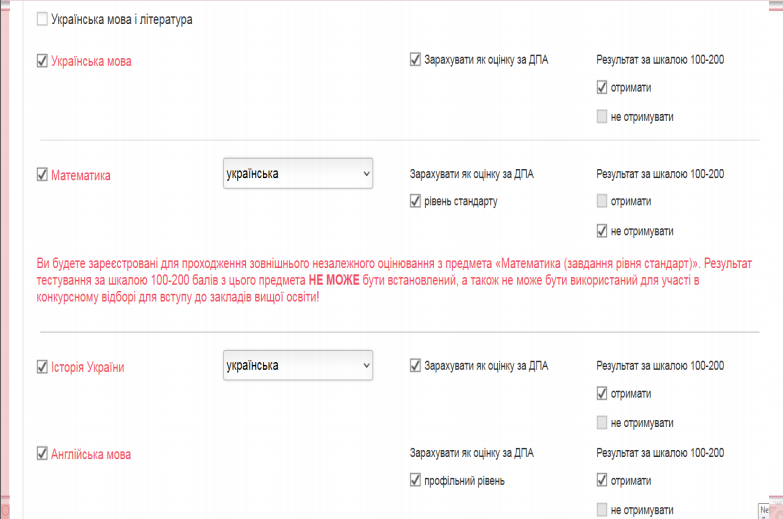 Українська мова і література
Українська мова Зарахувати як оцінку за ДПА Результат за шкалою 100-200
отримати
не отримувати
Математика українська Зарахувати як оцінку за ДПА Результат за шкалою 100-200
рівень стандарту отримати
не отримувати
Ви будете зареєстровані для проходження зовнішнього незалежного оцінювання з предмета «Математика (завдання рівня стандарт)». Результат
тестування за шкалою 100-200 балів з цього предмета НЕ МОЖЕ бути встановлений, а також не може бути використаний для участі в
конкурсному відборі для вступу до закладів вищої освіти!
Історія України українська Зарахувати як оцінку за ДПА Результат за шкалою 100-200
отримати
не отримувати
Англійська мова Зарахувати як оцінку за ДПА Результат за шкалою 100-200
профільний рівень отримати
не отримувати
Ne